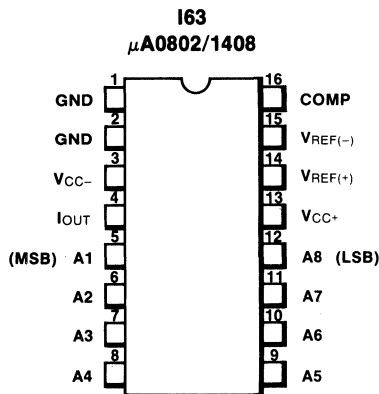 I63
μA0802/1408
1 16
GND COMP
2 15
GND VREF(−)
3 14
VCC− VREF(+)
4 13
IOUT VCC+
5 12
(MSB) A1 A8 (LSB)
6 11
A2 A7
7 10
A3 A6
8 9
A4 A5